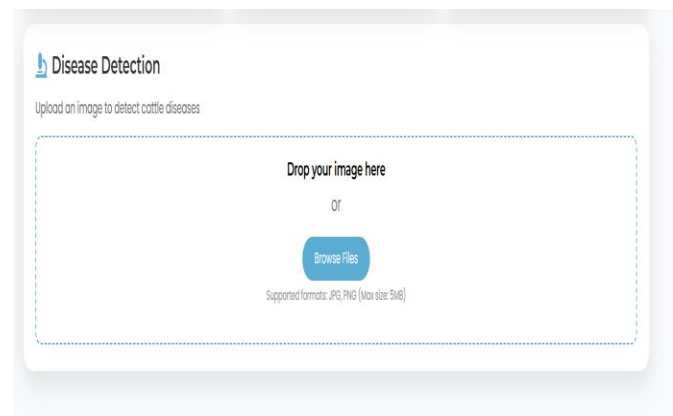 Disease Detection
Upload an image to detect cattle diseases
Drop your image here
or
Browse Files
Supported formats: JPG, PNG (Max size: 5MB)